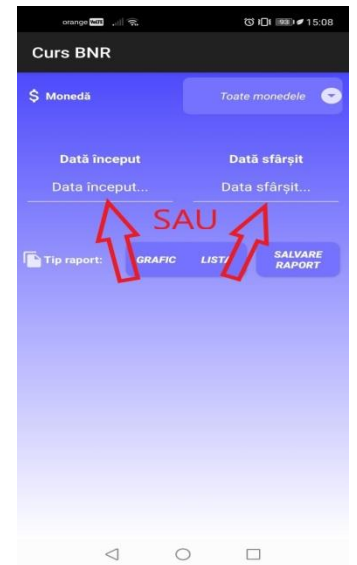 orange 15:08
Curs BNR
$ Monedă Toate monedele
Dată început Dată sfârșit
Data început... Data sfârșit...
SAU
Tip raport: GRAFIC LISTĂ SALVARE
RAPORT